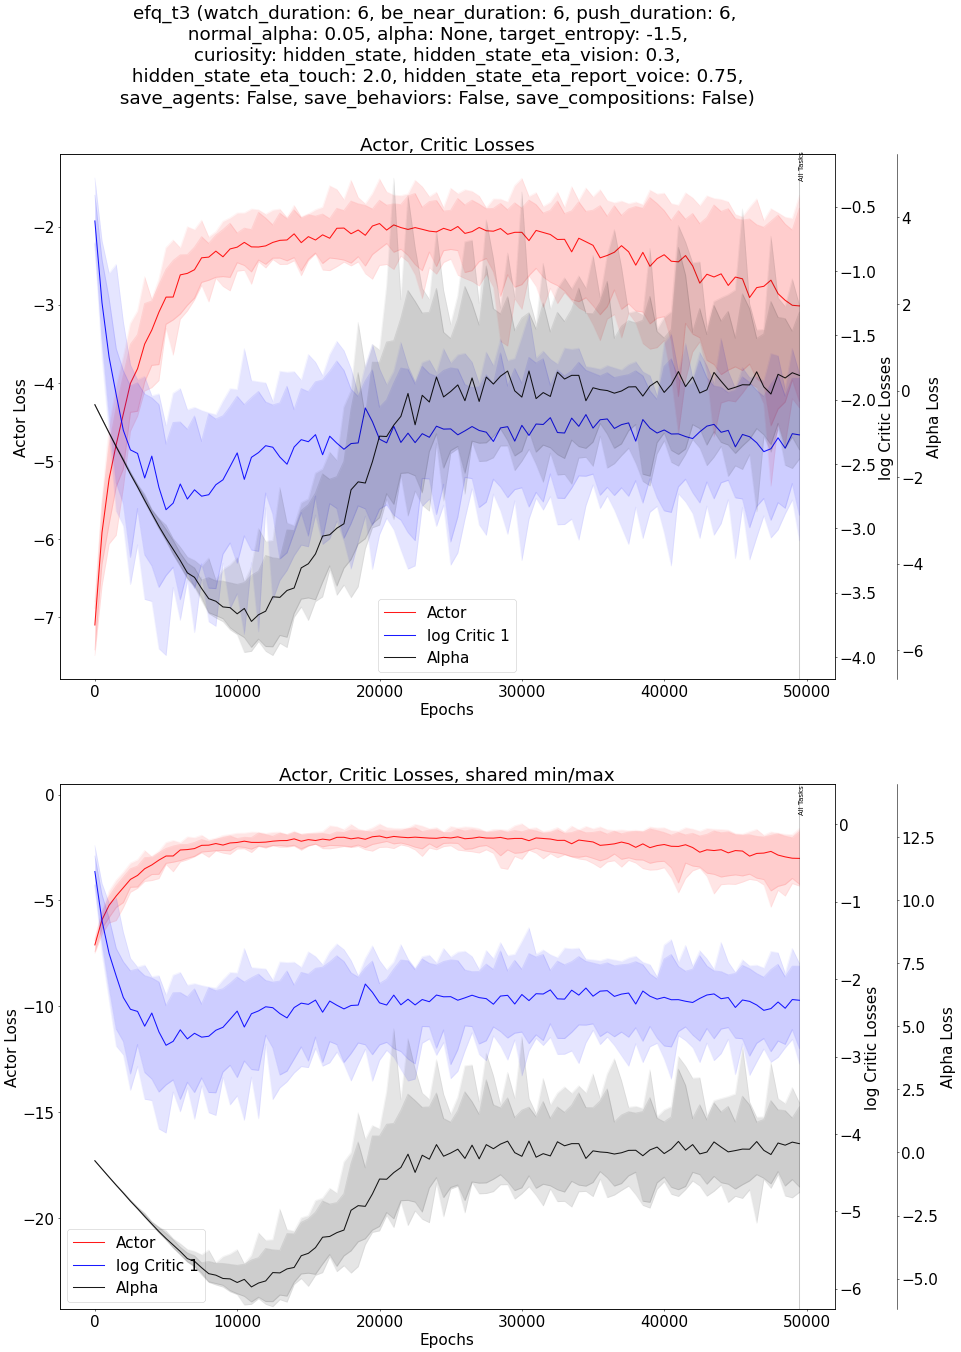 efq_t3 (watch_duration: 6, be_near_duration: 6, push_duration: 6,
normal_alpha: 0.05, alpha: None, target_entropy: -1.5,
curiosity: hidden_state, hidden_state_eta_vision: 0.3,
hidden_state_eta_touch: 2.0, hidden_state_eta_report_voice: 0.75,
save_agents: False, save_behaviors: False, save_compositions: False)
Actor, Critic Losses
All Tasks
−2
−3
−4
−5
−6
−7
Actor Loss
−0.5
−1.0
−1.5
−2.0
−2.5
−3.0
−3.5
−4.0
log Critic Losses
4
2
0
−2
−4
−6
Alpha Loss
Actor
log Critic 1
Alpha
0 10000 20000 30000 40000 50000
Epochs
Actor, Critic Losses, shared min/max
All Tasks
0
−5
−10
−15
−20
Actor Loss
0
−1
−2
−3
−4
−5
−6
log Critic Losses
12.5
10.0
7.5
5.0
2.5
0.0
−2.5
−5.0
Alpha Loss
Actor
log Critic 1
Alpha
0 10000 20000 30000 40000 50000
Epochs